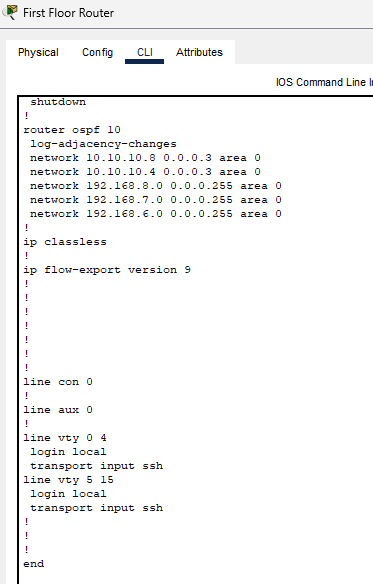 First Floor Router
Physical Config CLI Attributes
IOS Command Line I
shutdown
!
router ospf 10
log-adjacency-changes
network 10.10.10.8 0.0.0.3 area 0
network 10.10.10.4 0.0.0.3 area 0
network 192.168.8.0 0.0.0.255 area 0
network 192.168.7.0 0.0.0.255 area 0
network 192.168.6.0 0.0.0.255 area 0
!
ip classless
!
ip flow-export version 9
!
!
!
!
!
!
!
line con 0
!
line aux 0
!
line vty 0 4
login local
transport input ssh
line vty 5 15
login local
transport input ssh
!
!
!
end